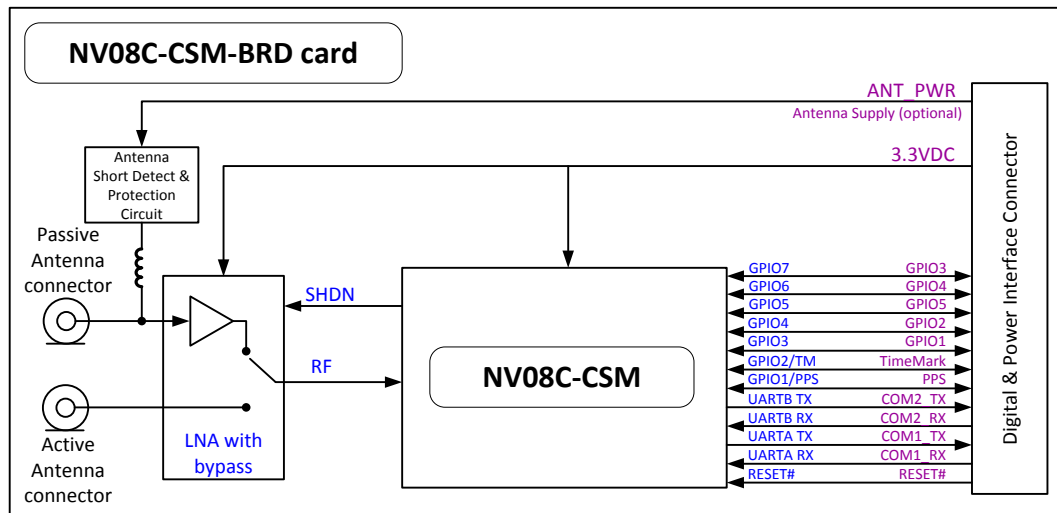 NV08C-CSM-BRD card
ANT_PWR
Antenna Supply (optional)
3.3VDC
Antenna
Short Detect &
Protection
Circuit
Passive
Antenna
connector
SHDN
RF
LNA with
bypass
Active
Antenna
connector
NV08C-CSM
GPIO7 GPIO3
GPIO6 GPIO4
GPIO5 GPIO5
GPIO4 GPIO2
GPIO3 GPIO1
GPIO2/TM TimeMark
GPIO1/PPS PPS
UARTB TX COM2_TX
UARTB RX COM2_RX
UARTA TX COM1_TX
UARTA RX COM1_RX
RESET# RESET#
Digital & Power Interface Connector